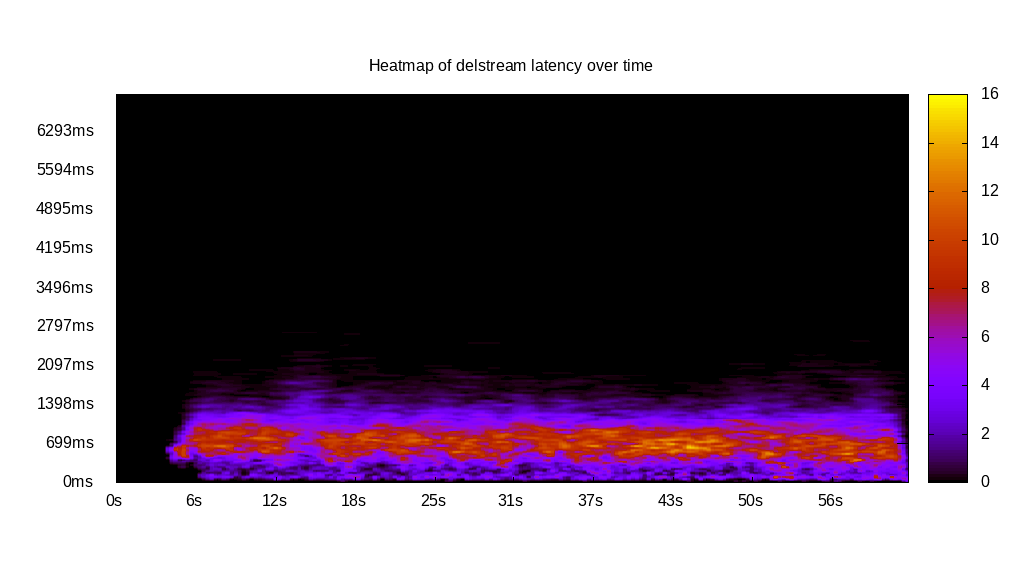 Heatmap of delstream latency over time
6293ms
5594ms
4895ms
4195ms
3496ms
2797ms
2097ms
1398ms
699ms
0ms
0s 6s 12s 18s 25s 31s 37s 43s 50s 56s
16
14
12
10
8
6
4
2
0